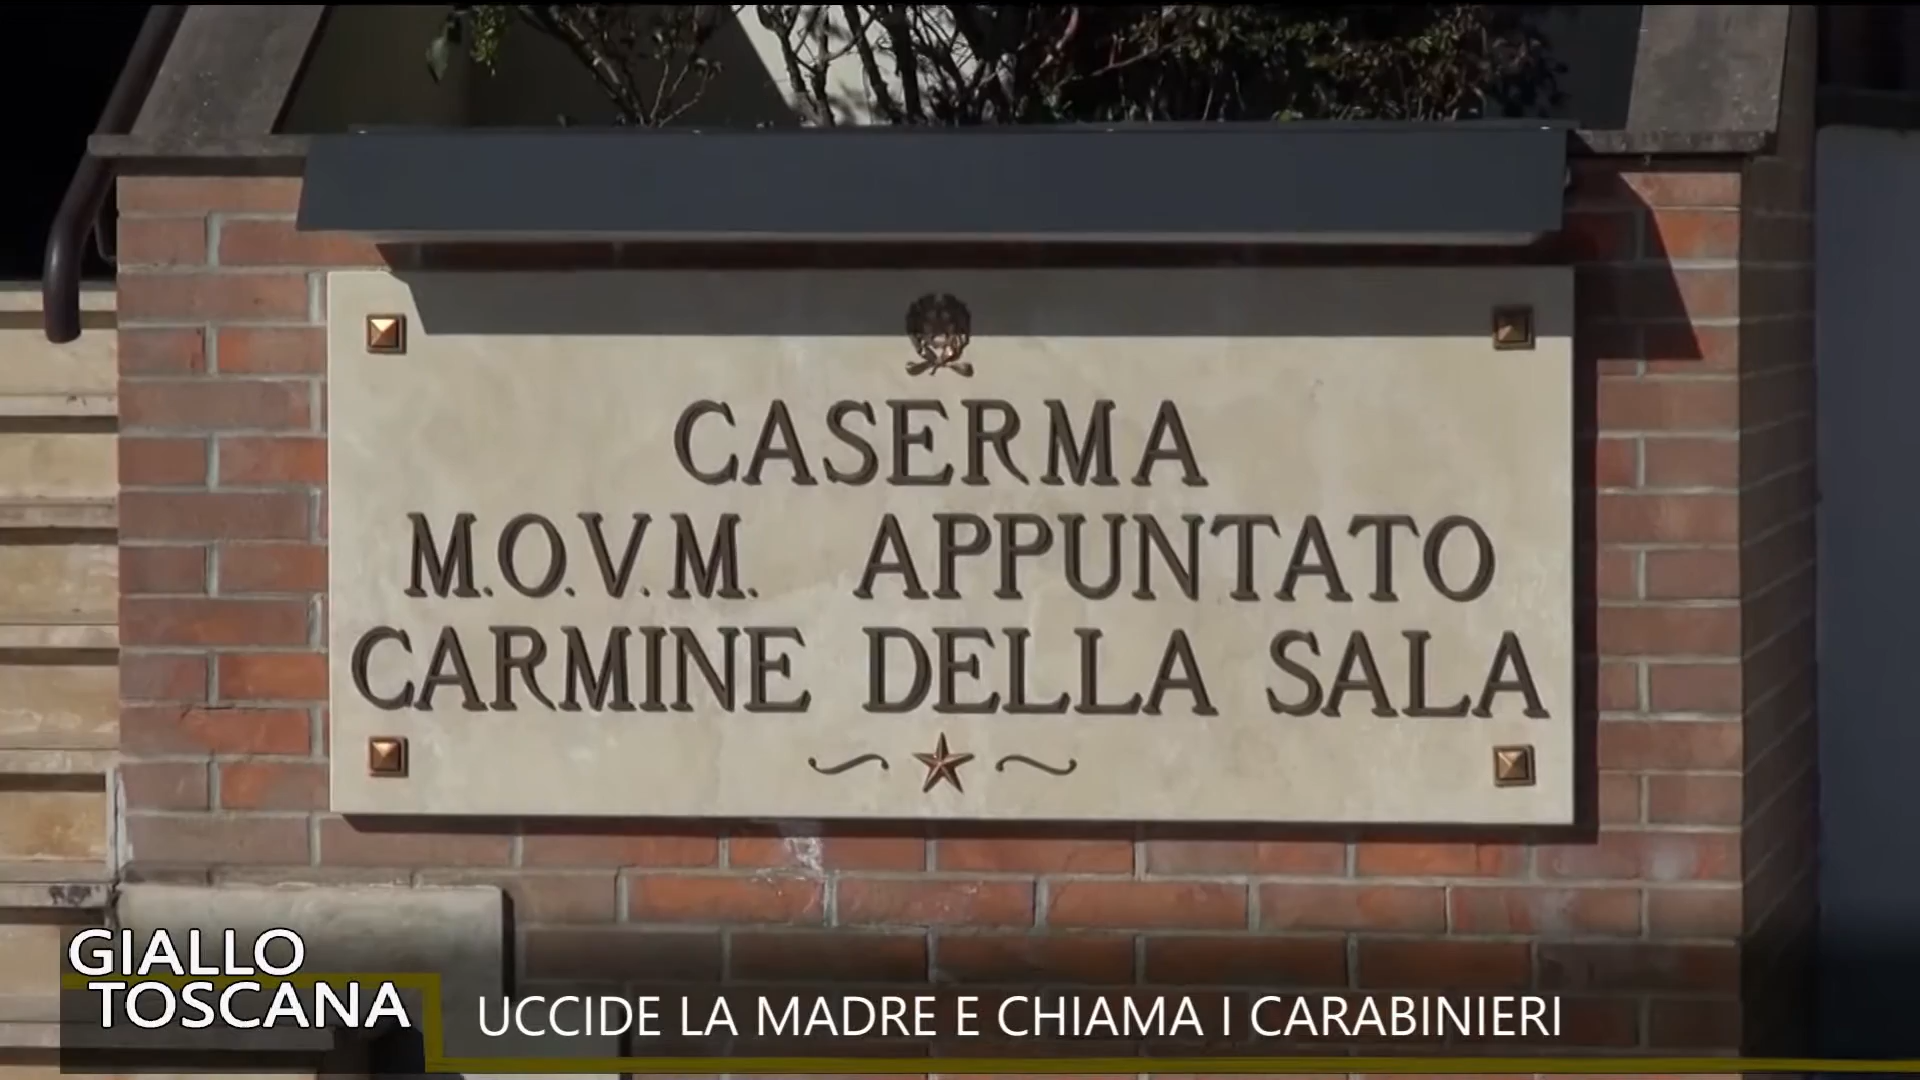 CASERMA
M.O.V.M. APPUNTATO
CARMINE DELLA SALA
GIALLO
TOSCANA
UCCIDE LA MADRE E CHIAMA I CARABINIERI